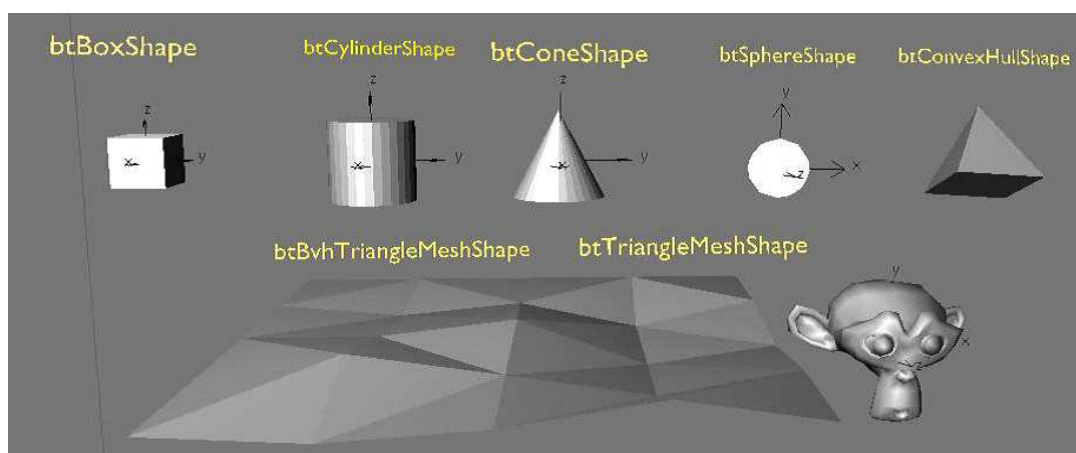 btBoxShape
btCylinderShape
btConeShape
btSphereShape
btConvexHullShape
z
x
y
z
x
y
z
x
y
y
z
x
btBvhTriangleMeshShape
btTriangleMeshShape
y
x
z